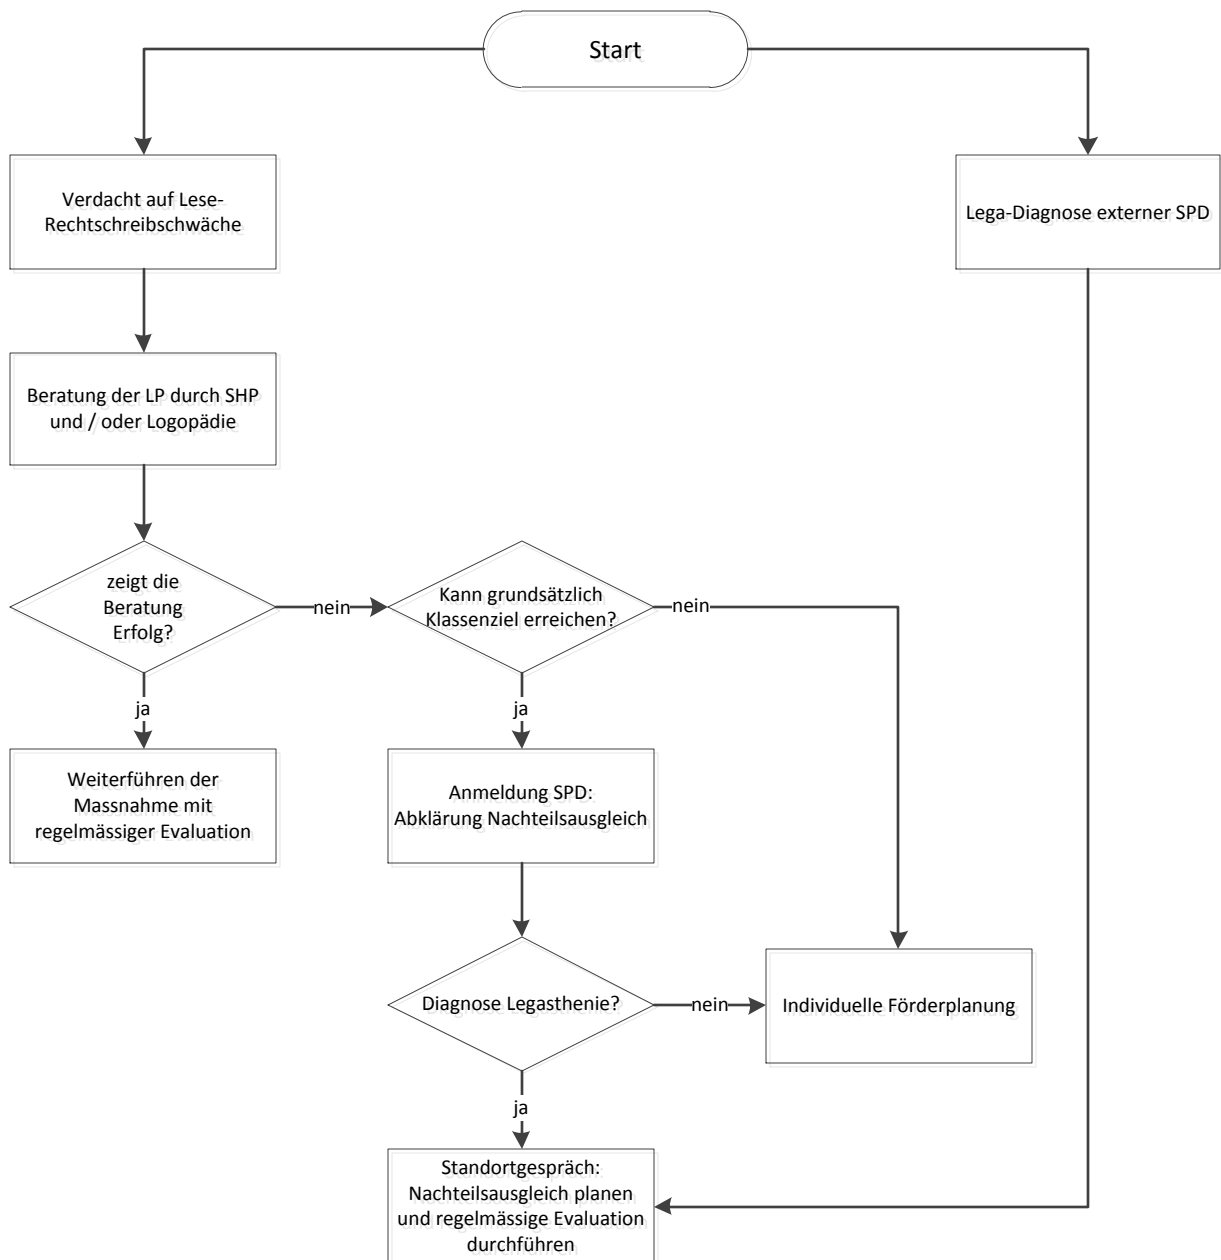 Start
Verdacht auf Lese-
Rechtschreibschwäche
Lega-Diagnose externer SPD
Beratung der LP durch SHP
und / oder Logopädie
zeigt die
Beratung
Erfolg?
nein
Kann grundsätzlich
Klassenziel erreichen?
nein
ja
ja
Weiterführen der
Massnahme mit
regelmässiger Evaluation
Anmeldung SPD:
Abklärung Nachteilsausgleich
Diagnose Legasthenie?
nein
Individuelle Förderplanung
ja
Standortgespräch:
Nachteilsausgleich planen
und regelmässige Evaluation
durchführen